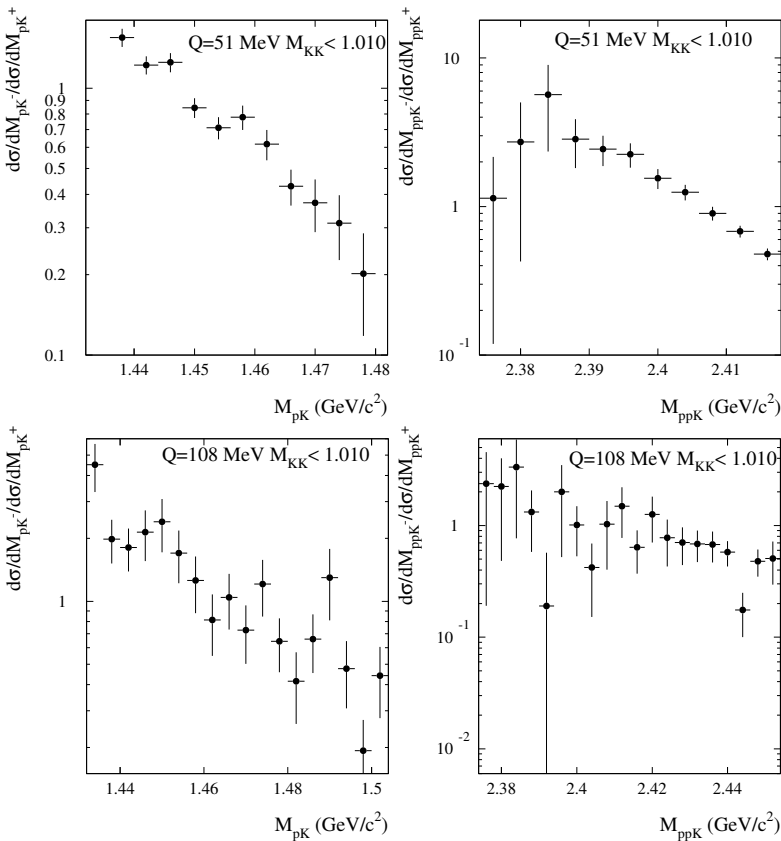 dσ/dM_pK⁻/dσ/dM_pK⁺
Q=51 MeV M_KK< 1.010
1
0.9
0.8
0.7
0.6
0.5
0.4
0.3
0.2
0.1
1.44 1.45 1.46 1.47 1.48
M_pK (GeV/c²)
dσ/dM_ppK⁻/dσ/dM_ppK⁺
Q=51 MeV M_KK< 1.010
10
1
10⁻¹
2.38 2.39 2.4 2.41
M_ppK (GeV/c²)
dσ/dM_pK⁻/dσ/dM_pK⁺
Q=108 MeV M_KK< 1.010
1
1.44 1.46 1.48 1.5
M_pK (GeV/c²)
dσ/dM_ppK⁻/dσ/dM_ppK⁺
Q=108 MeV M_KK< 1.010
1
10⁻¹
10⁻²
2.38 2.4 2.42 2.44
M_ppK (GeV/c²)